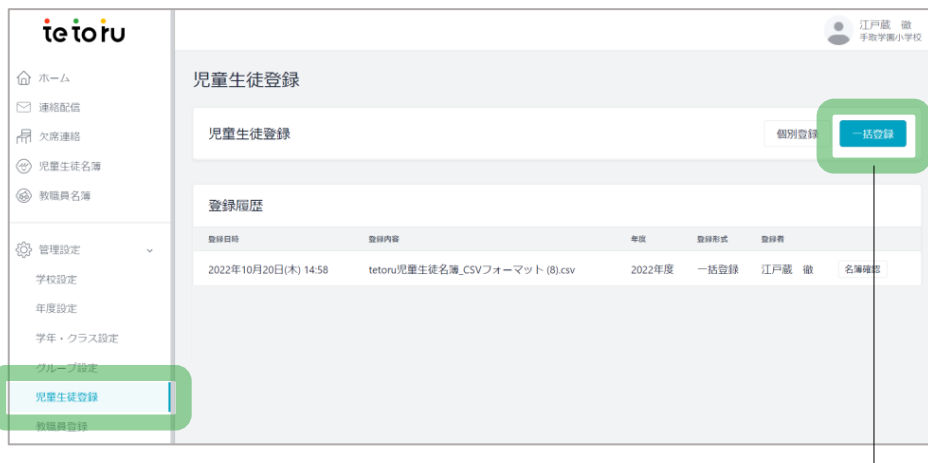 tetoru
江戸蔵 徹
手取学園小学校
ホーム
連絡配信
欠席連絡
児童生徒名簿
教職員名簿
管理設定
学校設定
年度設定
学年・クラス設定
グループ設定
児童生徒登録
教職員登録
児童生徒登録
児童生徒登録
個別登録
一括登録
登録履歴
登録日時 登録内容 年度 登録形式 登録者
2022年10月20日(木) 14:58 tetoru児童生徒名簿_CSVフォーマット (8).csv 2022年度 一括登録 江戸蔵 徹 名簿確認